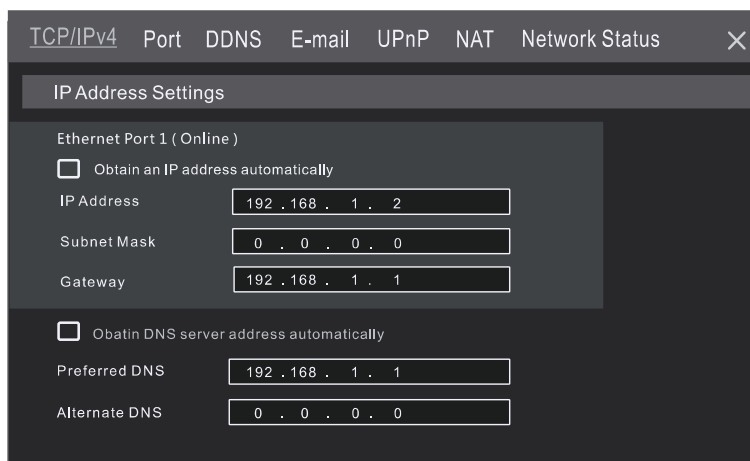 TCP/IPv4 Port DDNS E-mail UPnP NAT Network Status
IP Address Settings
Ethernet Port 1 ( Online )
Obtain an IP address automatically
IP Address 192 . 168 . 1 . 2
Subnet Mask 0 . 0 . 0 . 0
Gateway 192 . 168 . 1 . 1
Obatin DNS server address automatically
Preferred DNS 192 . 168 . 1 . 1
Alternate DNS 0 . 0 . 0 . 0